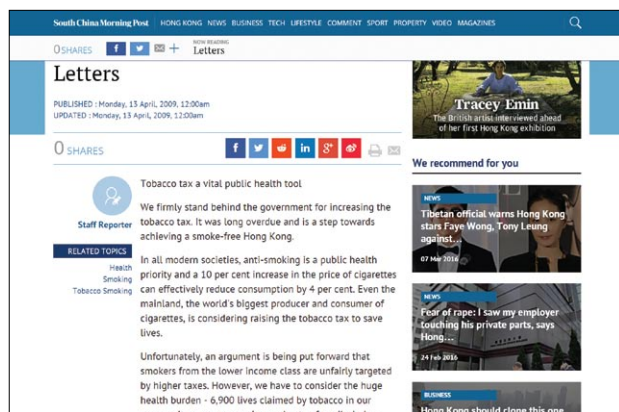 South China Morning Post
HONG KONG NEWS BUSINESS TECH LIFESTYLE COMMENT SPORT PROPERTY VIDEO MAGAZINES
0 SHARES
NOW READING
Letters
Letters
PUBLISHED : Monday, 13 April, 2009, 12:00am
UPDATED : Monday, 13 April, 2009, 12:00am
0 SHARES
Staff Reporter
RELATED TOPICS
Health
Smoking
Tobacco Smoking
Tobacco tax a vital public health tool
We firmly stand behind the government for increasing the
tobacco tax. It was long overdue and is a step towards
achieving a smoke-free Hong Kong.
In all modern societies, anti-smoking is a public health
priority and a 10 per cent increase in the price of cigarettes
can effectively reduce consumption by 4 per cent. Even the
mainland, the world's biggest producer and consumer of
cigarettes, is considering raising the tobacco tax to save
lives.
Unfortunately, an argument is being put forward that
smokers from the lower income class are unfairly targeted
by higher taxes. However, we have to consider the huge
health burden - 6,900 lives claimed by tobacco in our
Tracey Emin
The British artist interviewed ahead
of her first Hong Kong exhibition
We recommend for you
NEWS
Tibetan official warns Hong Kong
stars Faye Wong, Tony Leung
against...
07 Mar 2016
NEWS
Fear of rape: I saw my employer
touching his private parts, says
Hong...
24 Feb 2016
BUSINESS
Hong Kong should clone this one